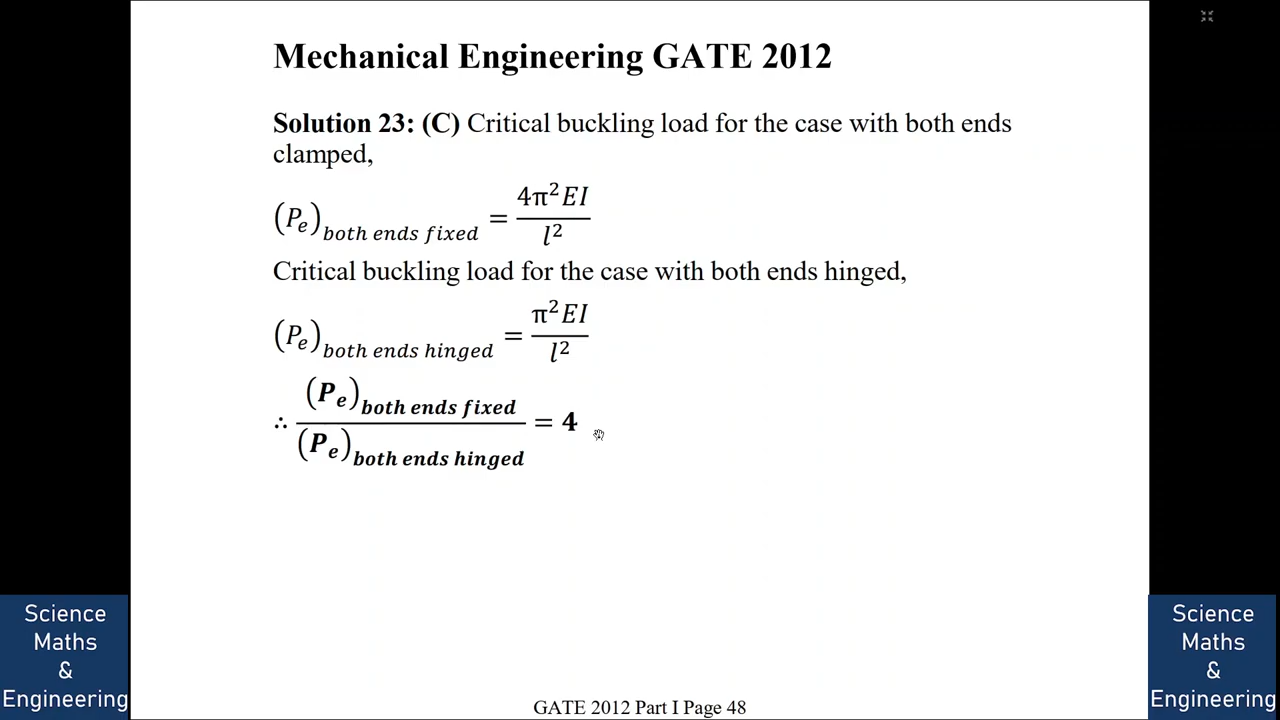 Mechanical Engineering GATE 2012
Solution 23: (C) Critical buckling load for the case with both ends
clamped,
(Pₑ)both ends fixed = 4π²EI / l²
Critical buckling load for the case with both ends hinged,
(Pₑ)both ends hinged = π²EI / l²
∴ (Pₑ)both ends fixed / (Pₑ)both ends hinged = 4
Science
Maths
&
Engineering
Science
Maths
&
Engineering
GATE 2012 Part I Page 48